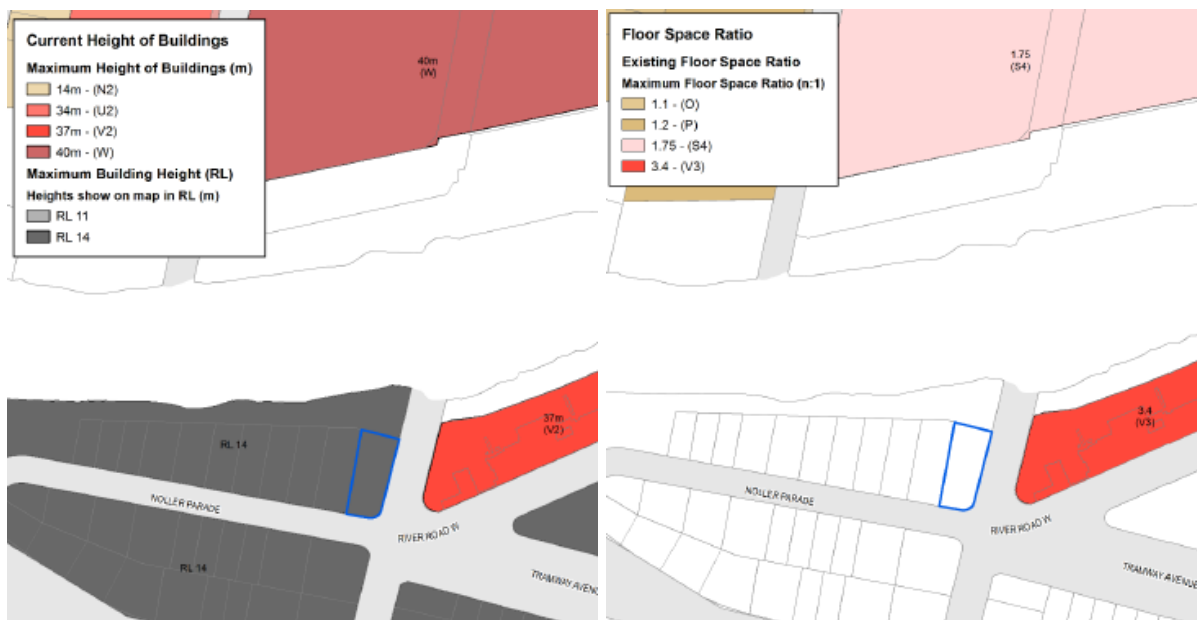 Current Height of Buildings
Maximum Height of Buildings (m)
14m - (N2)
34m - (U2)
37m - (V2)
40m - (W)
Maximum Building Height (RL)
Heights show on map in RL (m)
RL 11
RL 14
40m
(W)
37m
(V2)
RL 14
NOLLER PARADE
RIVER ROAD W
RL 14
TRAMWAY AVENUE
Floor Space Ratio
Existing Floor Space Ratio
Maximum Floor Space Ratio (n:1)
1.1 - (O)
1.2 - (P)
1.75 - (S4)
3.4 - (V3)
1.75
(S4)
3.4
(V3)
NOLLER PARADE
RIVER ROAD W
TRAMWAY AVENUE